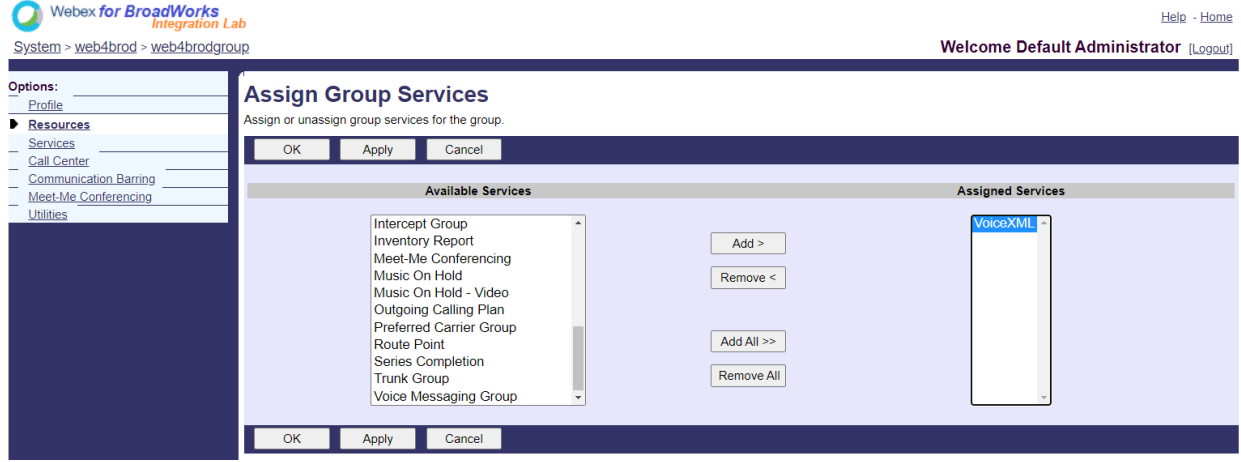 Webex for BroadWorks
Integration Lab
Help - Home
System > web4brod > web4brodgroup
Welcome Default Administrator [Logout]
Options:
Profile
Resources
Services
Call Center
Communication Barring
Meet-Me Conferencing
Utilities
Assign Group Services
Assign or unassign group services for the group.
OK Apply Cancel
Available Services
Assigned Services
Intercept Group
Inventory Report
Meet-Me Conferencing
Music On Hold
Music On Hold - Video
Outgoing Calling Plan
Preferred Carrier Group
Route Point
Series Completion
Trunk Group
Voice Messaging Group
Add >
Remove <
Add All >>
Remove All
VoiceXML
OK Apply Cancel